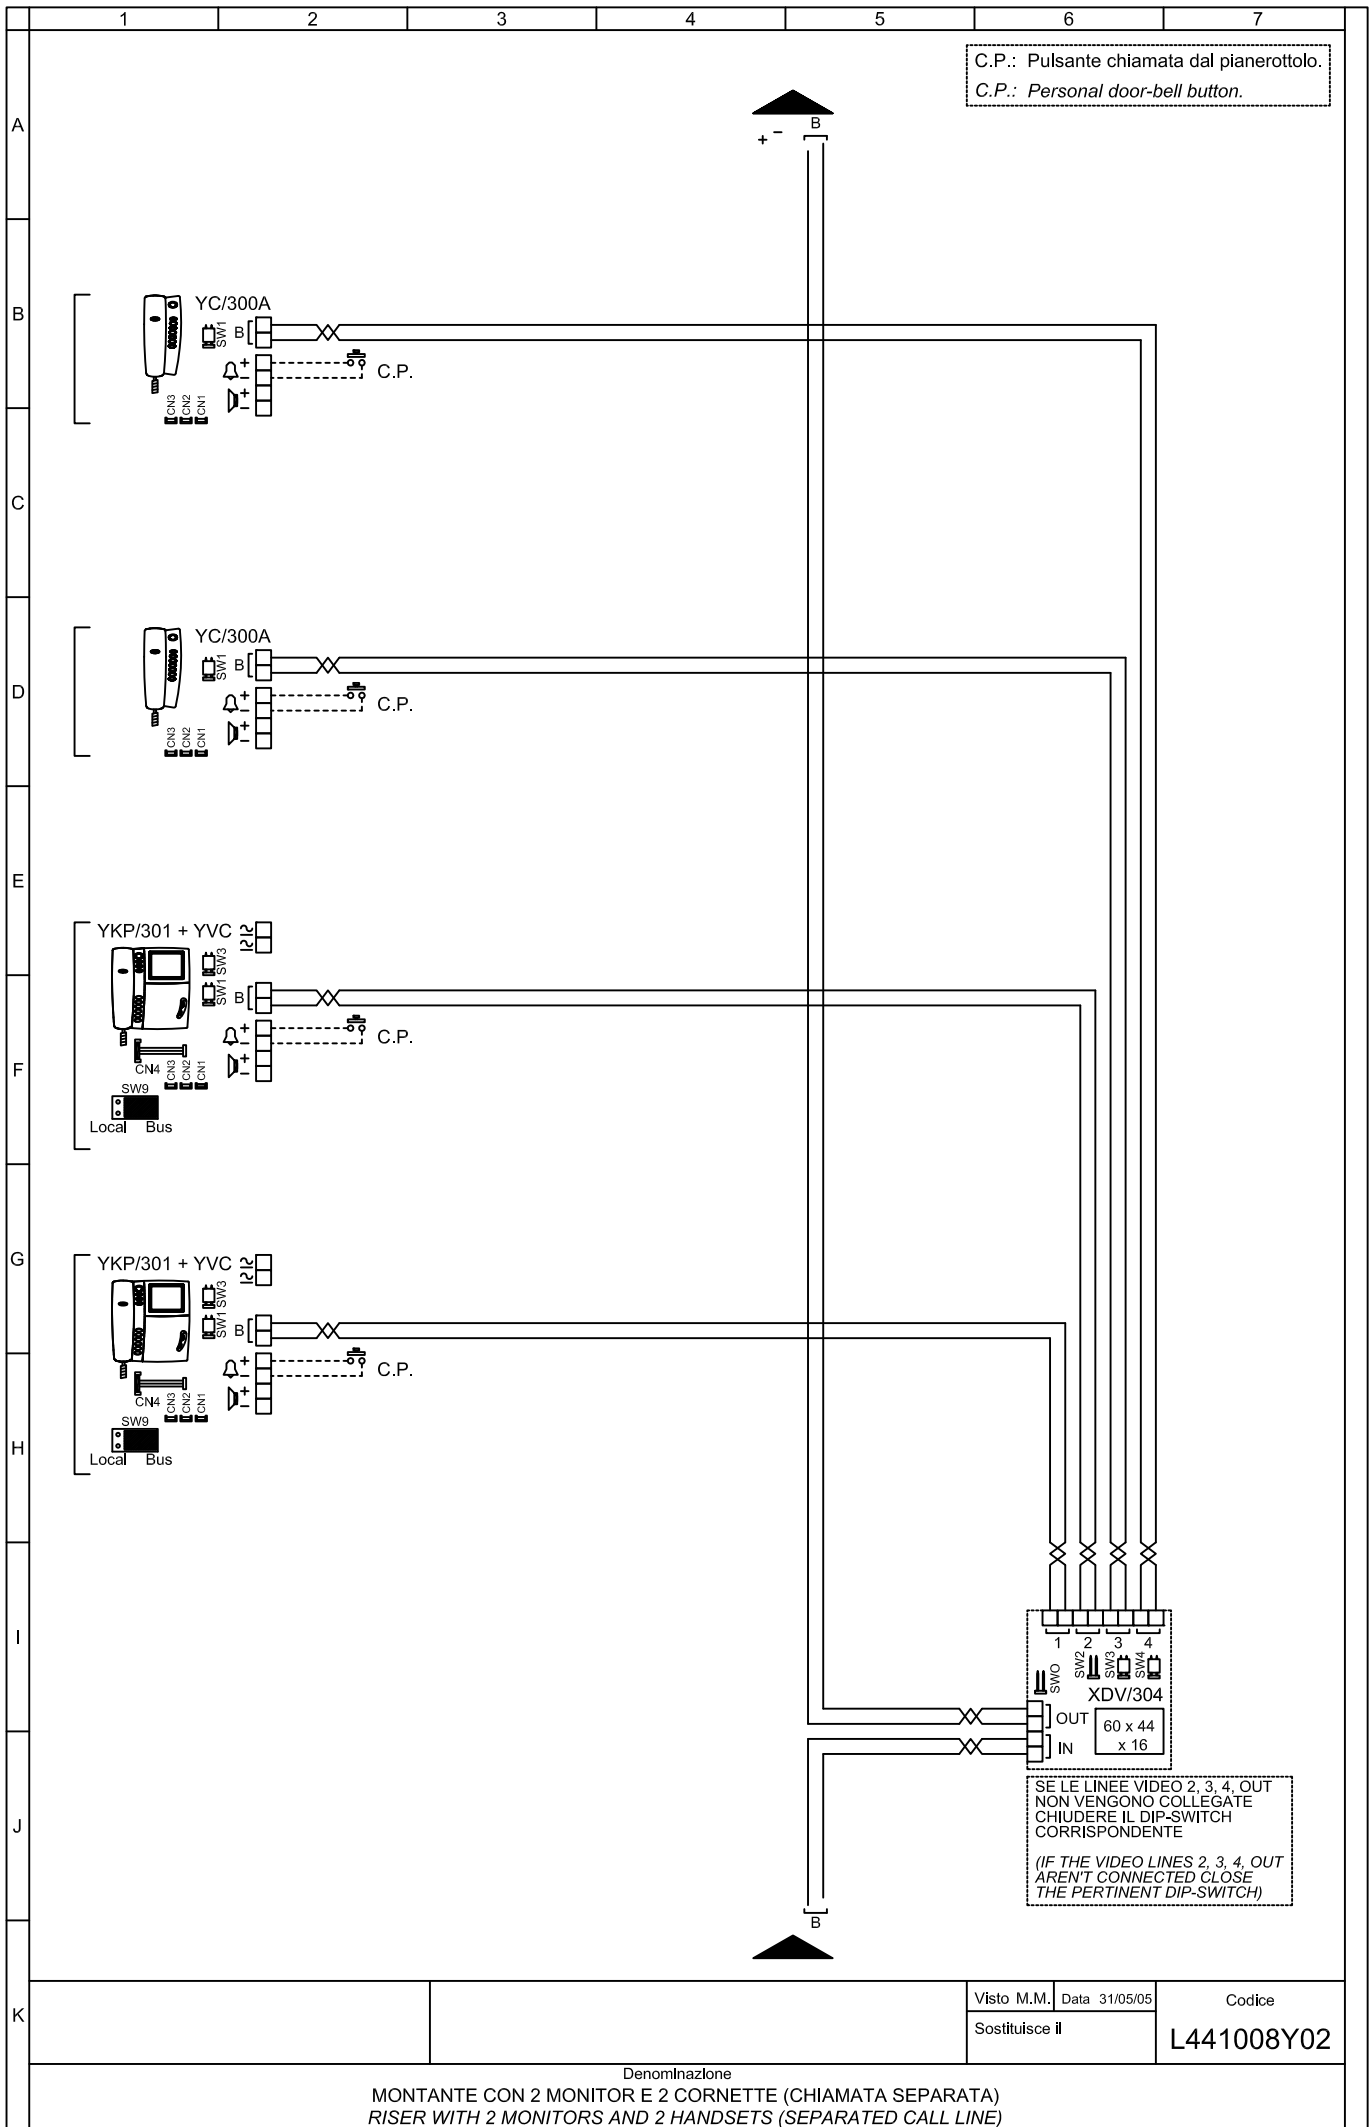 1 2 3 4 5 6 7
C.P.: Pulsante chiamata dal pianerottolo.
C.P.: Personal door-bell button.
A
+ - B
B
YC/300A
SW1
B
+
-
C.P.
+
-
CN3 CN2 CN1
C
YC/300A
SW1
B
D
+
-
C.P.
+
-
CN3 CN2 CN1
E
YKP/301 + YVC
SW3
SW1
B
+
-
C.P.
+
-
F
CN4 CN3 CN2 CN1
SW9
Local Bus
G
YKP/301 + YVC
SW3
SW1
B
+
-
C.P.
+
-
CN4 CN3 CN2 CN1
SW9
H
Local Bus
I
1 2 3 4
SWO SW2 SW3 SW4
XDV/304
OUT
60 x 44
x 16
IN
SE LE LINEE VIDEO 2, 3, 4, OUT
NON VENGONO COLLEGATE
CHIUDERE IL DIP-SWITCH
CORRISPONDENTE
(IF THE VIDEO LINES 2, 3, 4, OUT
AREN'T CONNECTED CLOSE
THE PERTINENT DIP-SWITCH)
J
B
K
Visto M.M. Data 31/05/05
Sostituisce il
Codice
L441008Y02
Denominazione
MONTANTE CON 2 MONITOR E 2 CORNETTE (CHIAMATA SEPARATA)
RISER WITH 2 MONITORS AND 2 HANDSETS (SEPARATED CALL LINE)